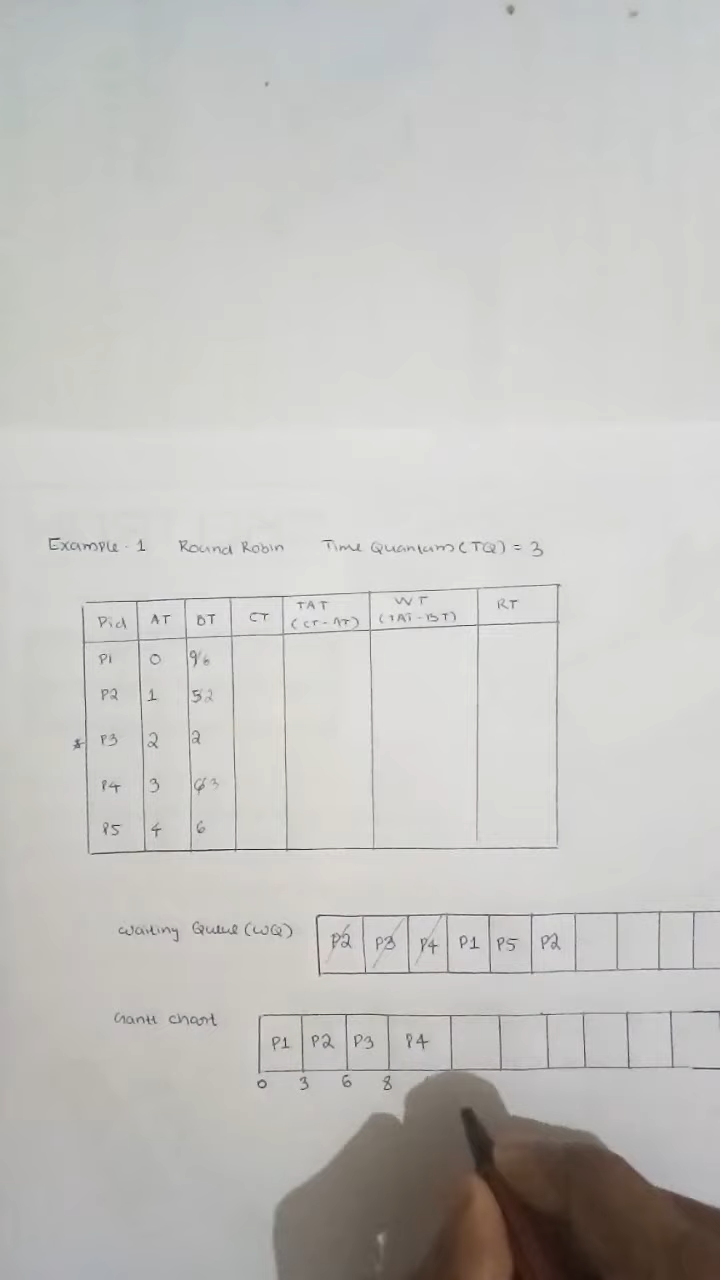 Example - 1 Round Robin Time Quantum (TQ) = 3
Pid AT BT CT TAT (CT - AT) WT (TAT - BT) RT
P1 0 9 6
P2 1 5 2
* P3 2 2
P4 3 6 3
P5 4 6
Waiting Queue (WQ) P2 P3 P4 P1 P5 P2
Gantt chart P1 P2 P3 P4
0 3 6 8